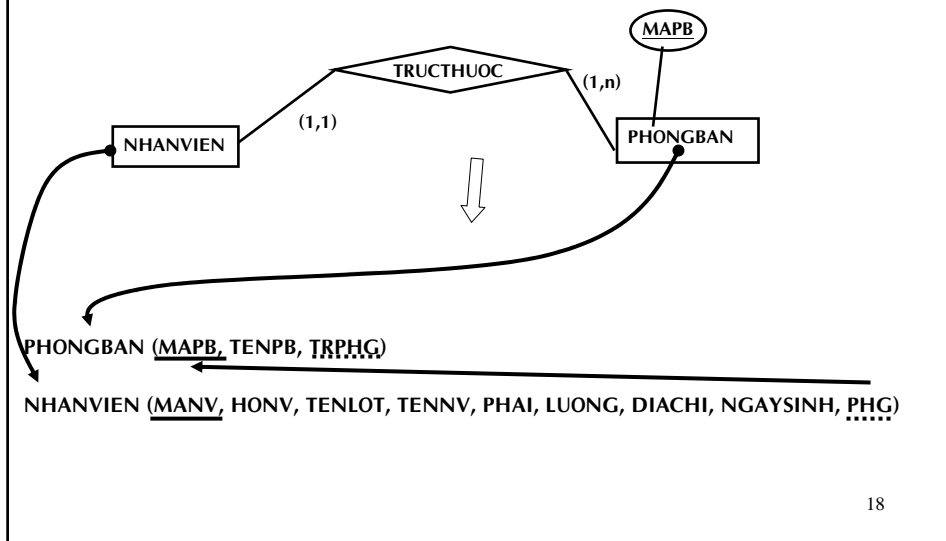 MAPB
TRUCTHUOC
(1,n)
(1,1)
NHANVIEN
PHONGBAN
PHONGBAN (MAPB, TENPB, TRPHG)
NHANVIEN (MANV, HONV, TENLOT, TENNV, PHAI, LUONG, DIACHI, NGAYSINH, PHG)
18